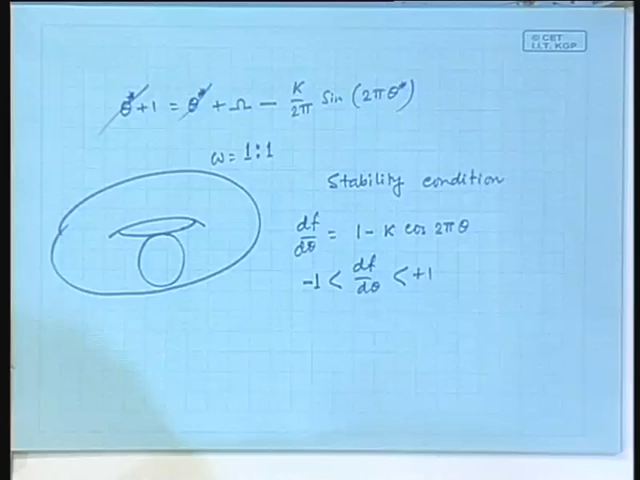 © CET
I.I.T. KGP
θ* + 1 = θ* + Ω − K/2π Sin (2πθ*)
ω = 1:1
Stability condition
df/dθ = 1 − K cos 2πθ
-1 < df/dθ < +1